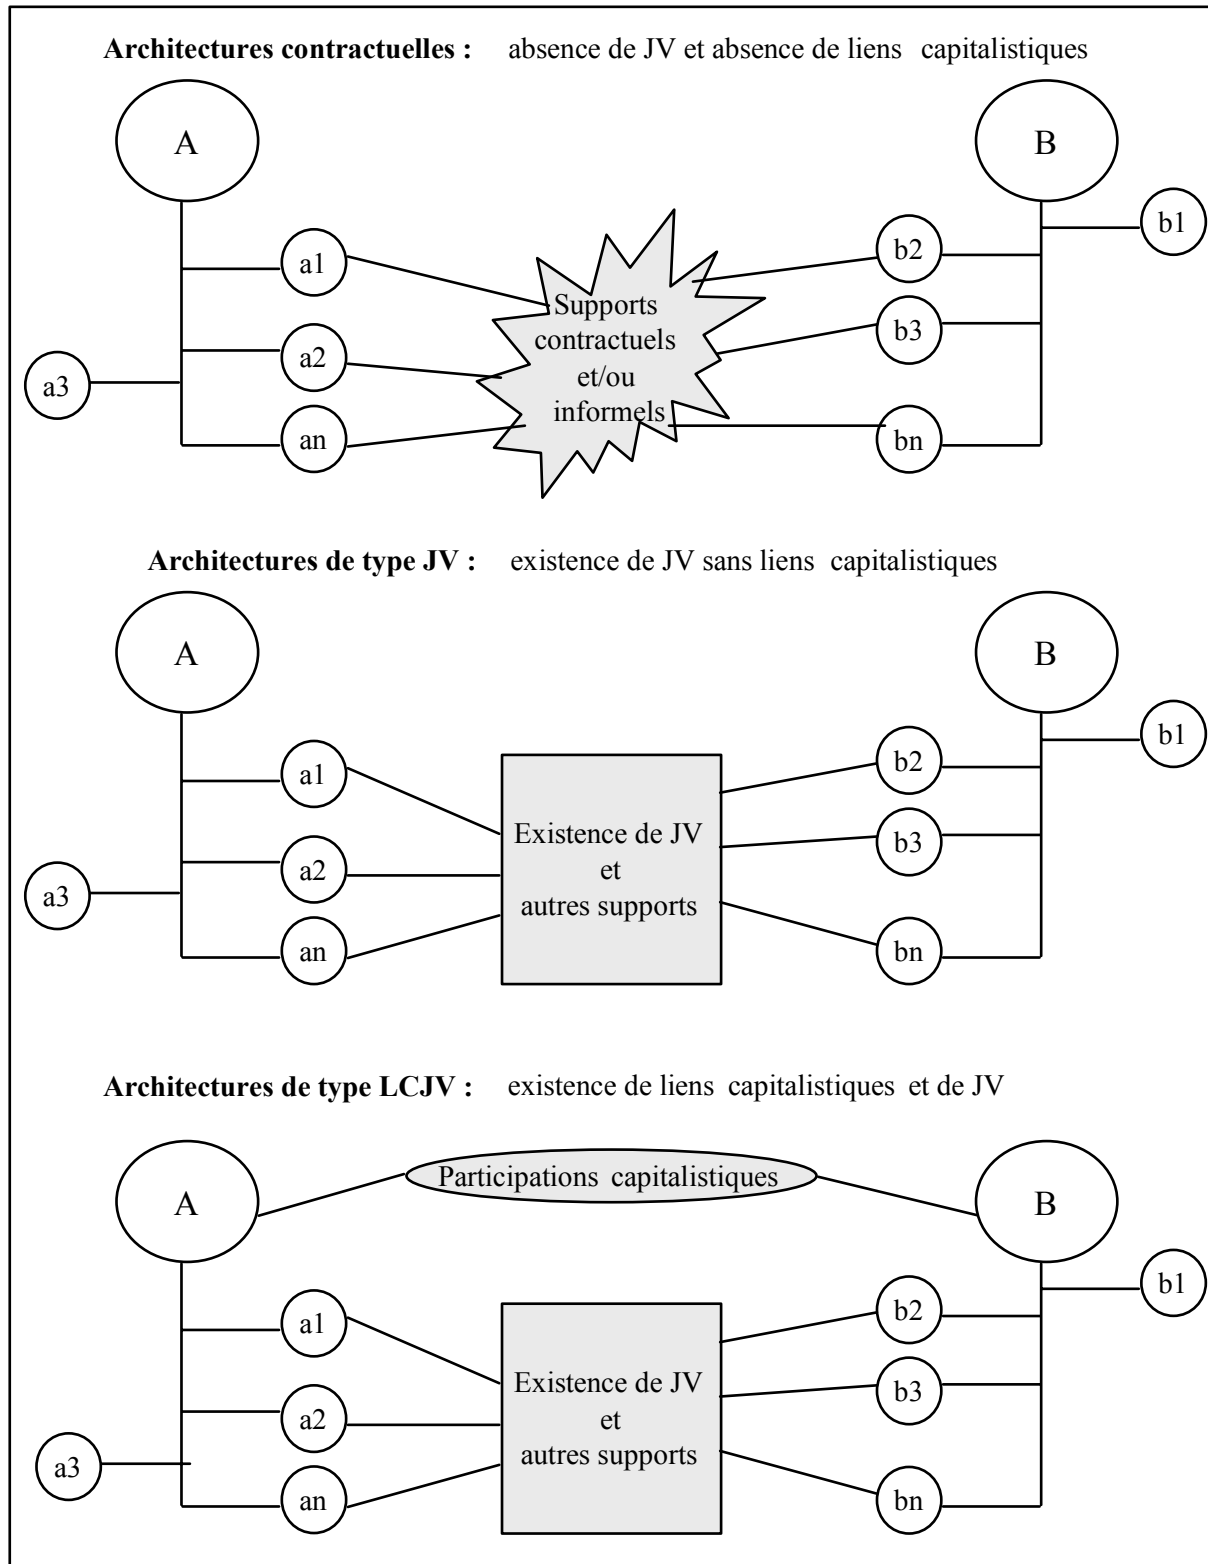 Architectures contractuelles : absence de JV et absence de liens capitalistiques
A
B
b1
a1
b2
Supports
contractuels
et/ou
informels
b3
a2
a3
an
bn
Architectures de type JV : existence de JV sans liens capitalistiques
A
B
b1
a1
b2
Existence de JV
et
autres supports
b3
a2
a3
an
bn
Architectures de type LCJV : existence de liens capitalistiques et de JV
Participations capitalistiques
A
B
b1
a1
b2
Existence de JV
et
autres supports
b3
a2
a3
an
bn